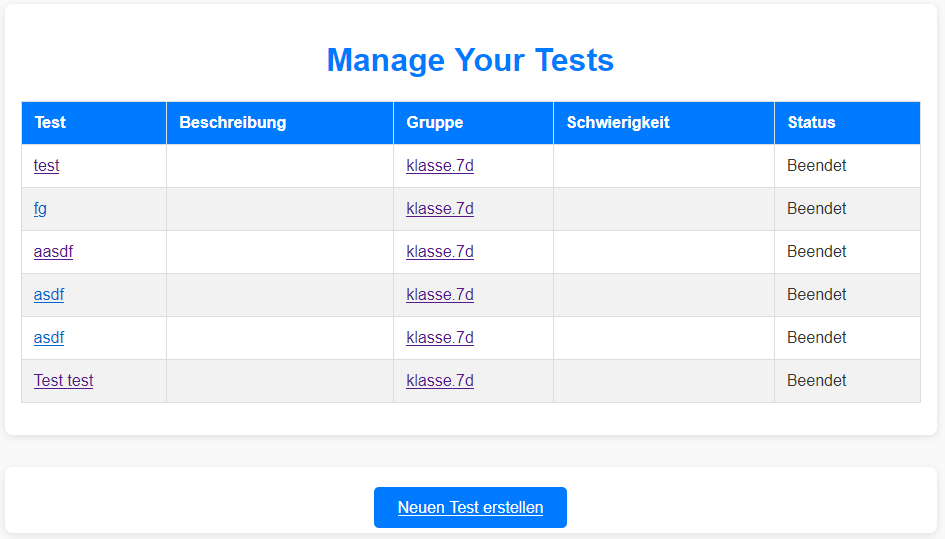 Manage Your Tests
Test Beschreibung Gruppe Schwierigkeit Status
test klasse.7d Beendet
fg klasse.7d Beendet
aasdf klasse.7d Beendet
asdf klasse.7d Beendet
asdf klasse.7d Beendet
Test test klasse.7d Beendet
Neuen Test erstellen